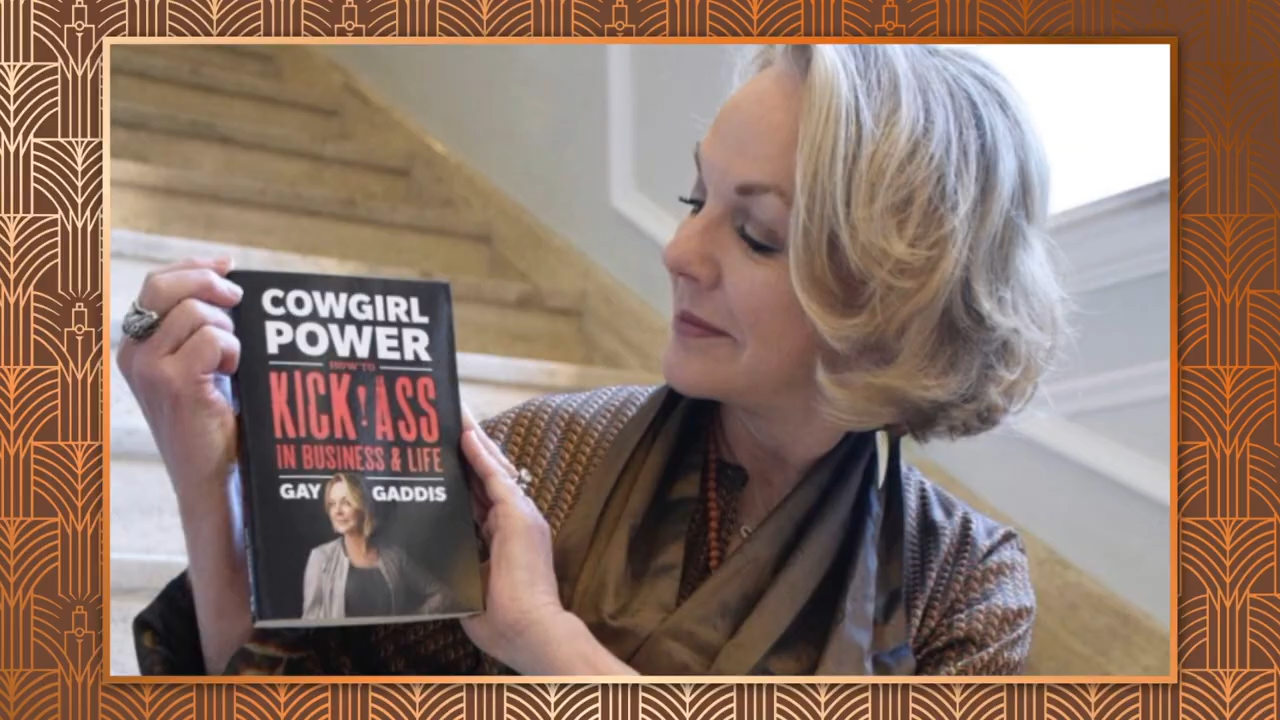 COWGIRL
POWER
HOW TO
KICK ASS
IN BUSINESS & LIFE
GAY GADDIS